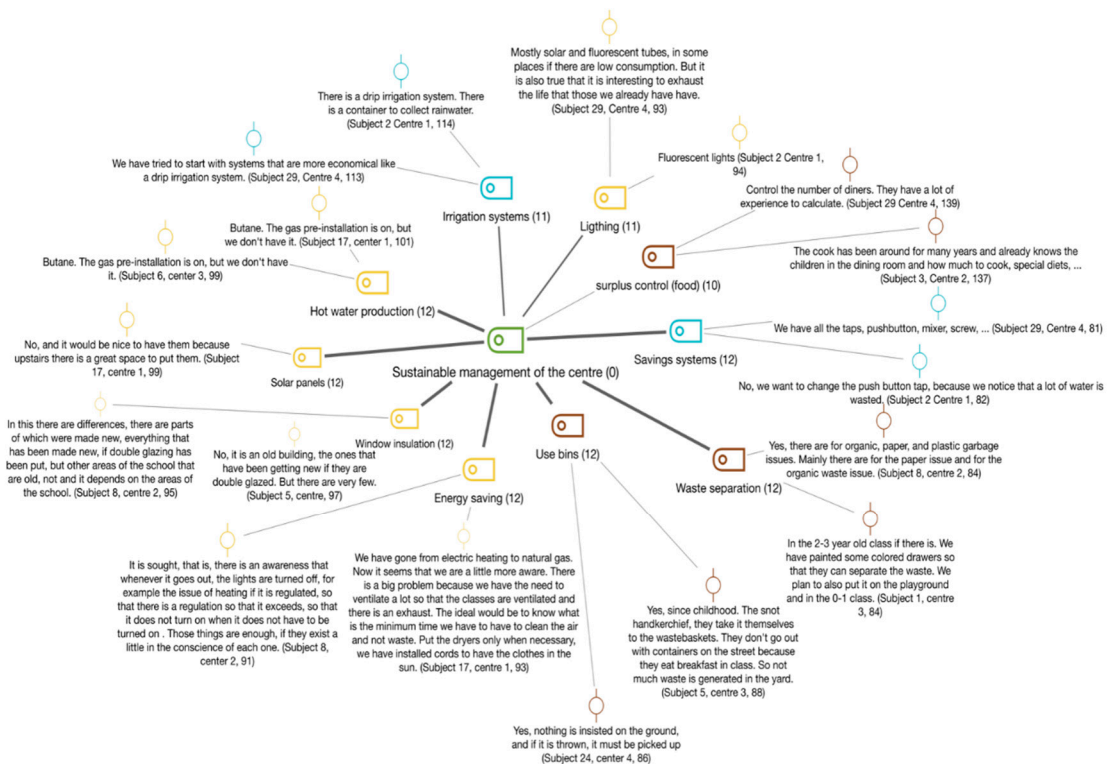 Mostly solar and fluorescent tubes, in some
places if there are low consumption. But it
is also true that it is interesting to exhaust
the life that those we already have have.
(Subject 29, Centre 4, 93)
There is a drip irrigation system. There
is a container to collect rainwater.
(Subject 2 Centre 1, 114)
We have tried to start with systems that are more economical like
a drip irrigation system. (Subject 29, Centre 4, 113)
Fluorescent lights (Subject 2 Centre 1,
94)
Control the number of diners. They have a lot of
experience to calculate. (Subject 29 Centre 4, 139)
Irrigation systems (11)
Ligthing (11)
Butane. The gas pre-installation is on, but
we don't have it. (Subject 17, center 1, 101)
The cook has been around for many years and already knows the
children in the dining room and how much to cook, special diets, ...
(Subject 3, Centre 2, 137)
Butane. The gas pre-installation is on, but we don't have
it. (Subject 6, center 3, 99)
surplus control (food) (10)
Hot water production (12)
We have all the taps, pushbutton, mixer, screw, ... (Subject 29, Centre 4, 81)
No, and it would be nice to have them because
upstairs there is a great space to put them. (Subject
17, centre 1, 99)
Savings systems (12)
Solar panels (12)
Sustainable management of the centre (0)
No, we want to change the push button tap, because we notice that a lot of water is
wasted. (Subject 2 Centre 1, 82)
In this there are differences, there are parts
of which were made new, everything that
has been made new, if double glazing has
been put, but other areas of the school that
are old, not and it depends on the areas of
the school. (Subject 8, centre 2, 95)
Window insulation (12)
No, it is an old building, the ones that
have been getting new if they are
double glazed. But there are very few.
(Subject 5, centre, 97)
Use bins (12)
Yes, there are for organic, paper, and plastic garbage
issues. Mainly there are for the paper issue and for the
organic waste issue. (Subject 8, centre 2, 84)
Energy saving (12)
Waste separation (12)
In the 2-3 year old class if there is. We
have painted some colored drawers so
that they can separate the waste. We
plan to also put it on the playground
and in the 0-1 class. (Subject 1, centre
3, 84)
It is sought, that is, there is an awareness that
whenever it goes out, the lights are turned off, for
example the issue of heating if it is regulated, so
that there is a regulation so that it exceeds, so that
it does not turn on when it does not have to be
turned on . Those things are enough, if they exist a
little in the conscience of each one. (Subject 8,
center 2, 91)
We have gone from electric heating to natural gas.
Now it seems that we are a little more aware. There
is a big problem because we have the need to
ventilate a lot so that the classes are ventilated and
there is an exhaust. The ideal would be to know what
is the minimum time we have to have to clean the air
and not waste. Put the dryers only when necessary,
we have installed cords to have the clothes in the
sun. (Subject 17, centre 1, 93)
Yes, since childhood. The snot
handkerchief, they take it themselves
to the wastebaskets. They don't go out
with containers on the street because
they eat breakfast in class. So not
much waste is generated in the yard.
(Subject 5, centre 3, 88)
Yes, nothing is insisted on the ground,
and if it is thrown, it must be picked up
(Subject 24, center 4, 86)